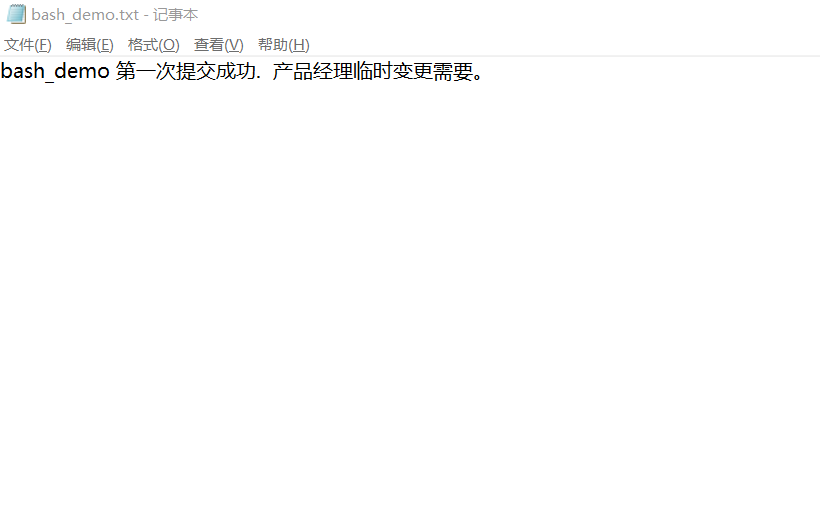 bash_demo.txt - 记事本
文件(F) 编辑(E) 格式(O) 查看(V) 帮助(H)
bash_demo 第一次提交成功. 产品经理临时变更需要。